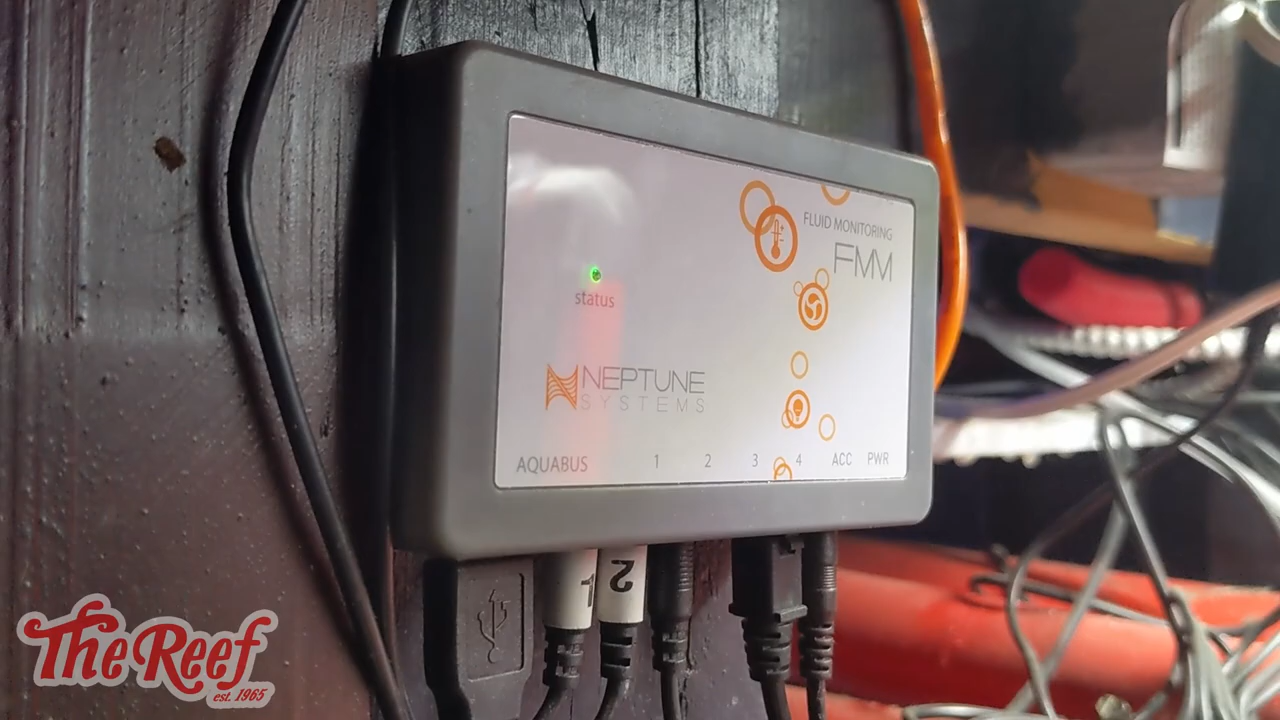 FLUID MONITORING
FMM
status
NEPTUNE
SYSTEMS
AQUABUS 1 2 3 4 ACC PWR
1 2
The Reef
est. 1965